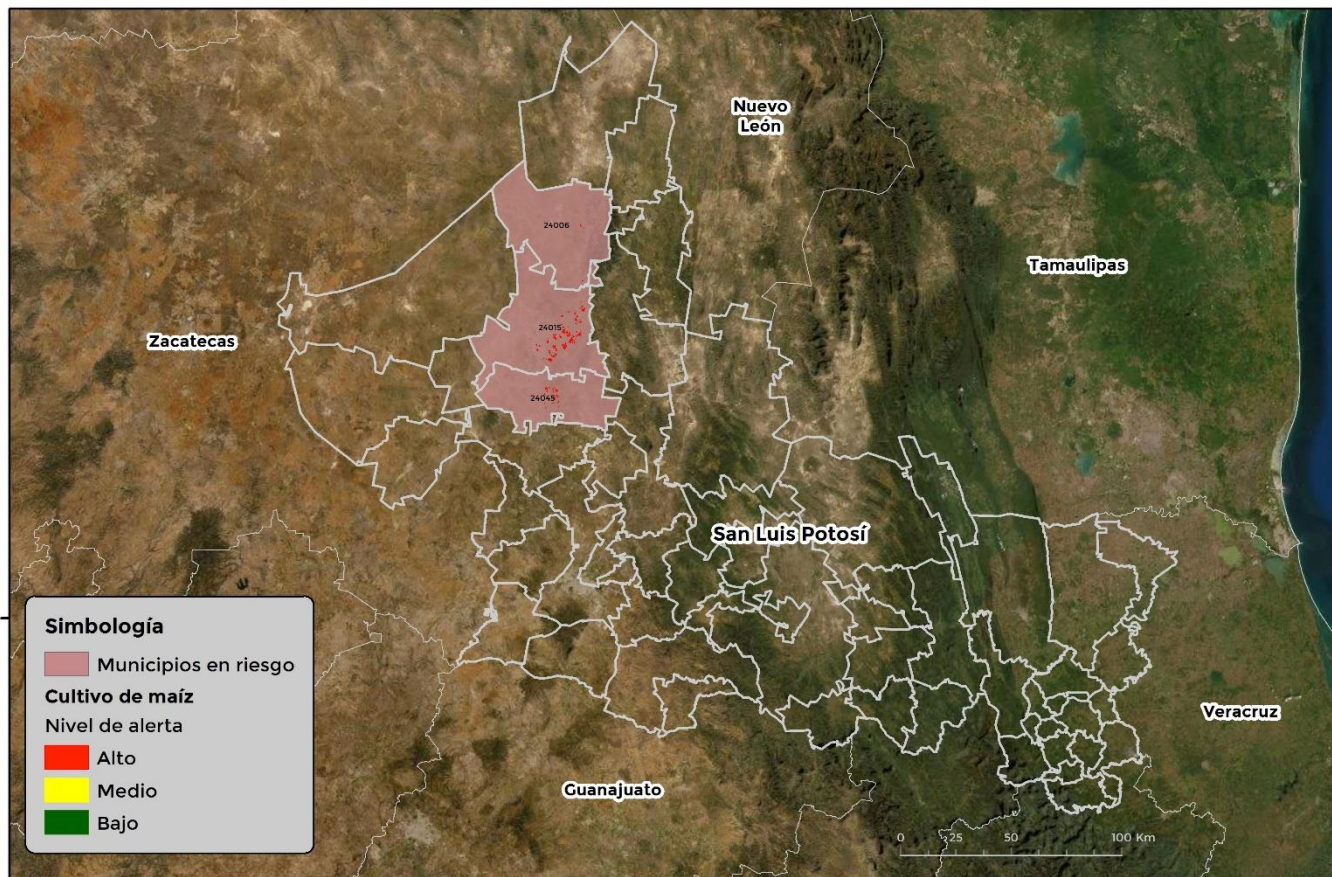 Nuevo
León
24006
Tamaulipas
24015
Zacatecas
24045
San Luis Potosí
Simbología
Municipios en riesgo
Cultivo de maíz
Nivel de alerta
Alto
Medio
Bajo
Veracruz
Guanajuato
0 25 50 100 Km